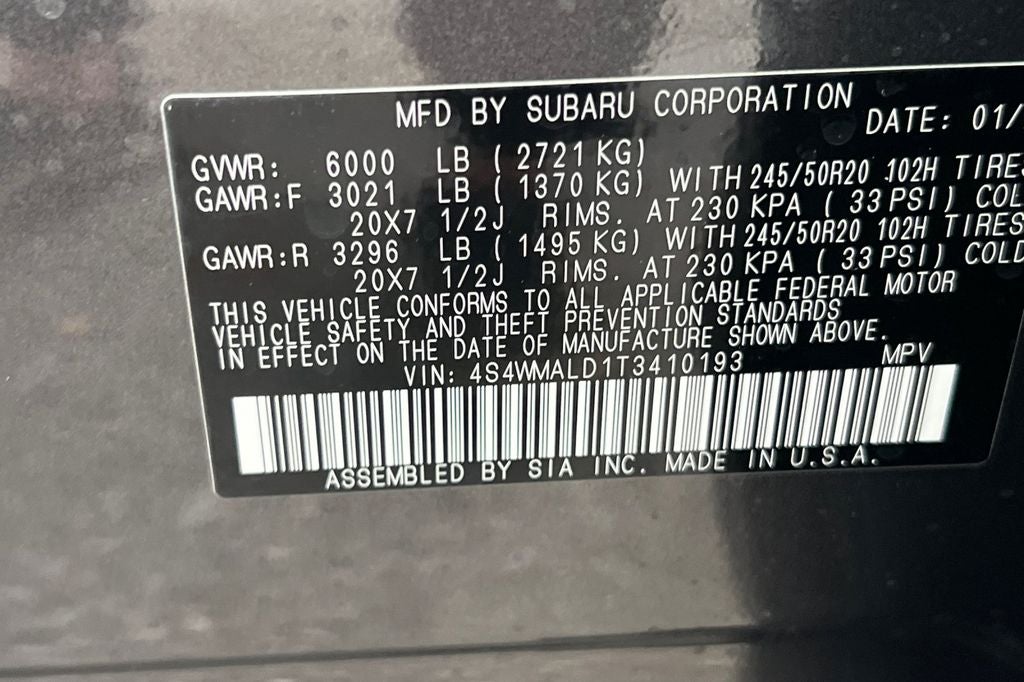 MFD BY SUBARU CORPORATION DATE: 01/
GVWR: 6000 LB ( 2721 KG)
GAWR:F 3021 LB ( 1370 KG) WITH 245/50R20 102H TIRES
20X7 1/2J RIMS. AT 230 KPA ( 33 PSI) COL
GAWR:R 3296 LB ( 1495 KG) WITH 245/50R20 102H TIRES
20X7 1/2J RIMS. AT 230 KPA ( 33 PSI) COLD
THIS VEHICLE CONFORMS TO ALL APPLICABLE FEDERAL MOTOR
VEHICLE SAFETY AND THEFT PREVENTION STANDARDS
IN EFFECT ON THE DATE OF MANUFACTURE SHOWN ABOVE.
VIN: 4S4WMALD1T3410193 MPV
ASSEMBLED BY SIA INC. MADE IN U.S.A.